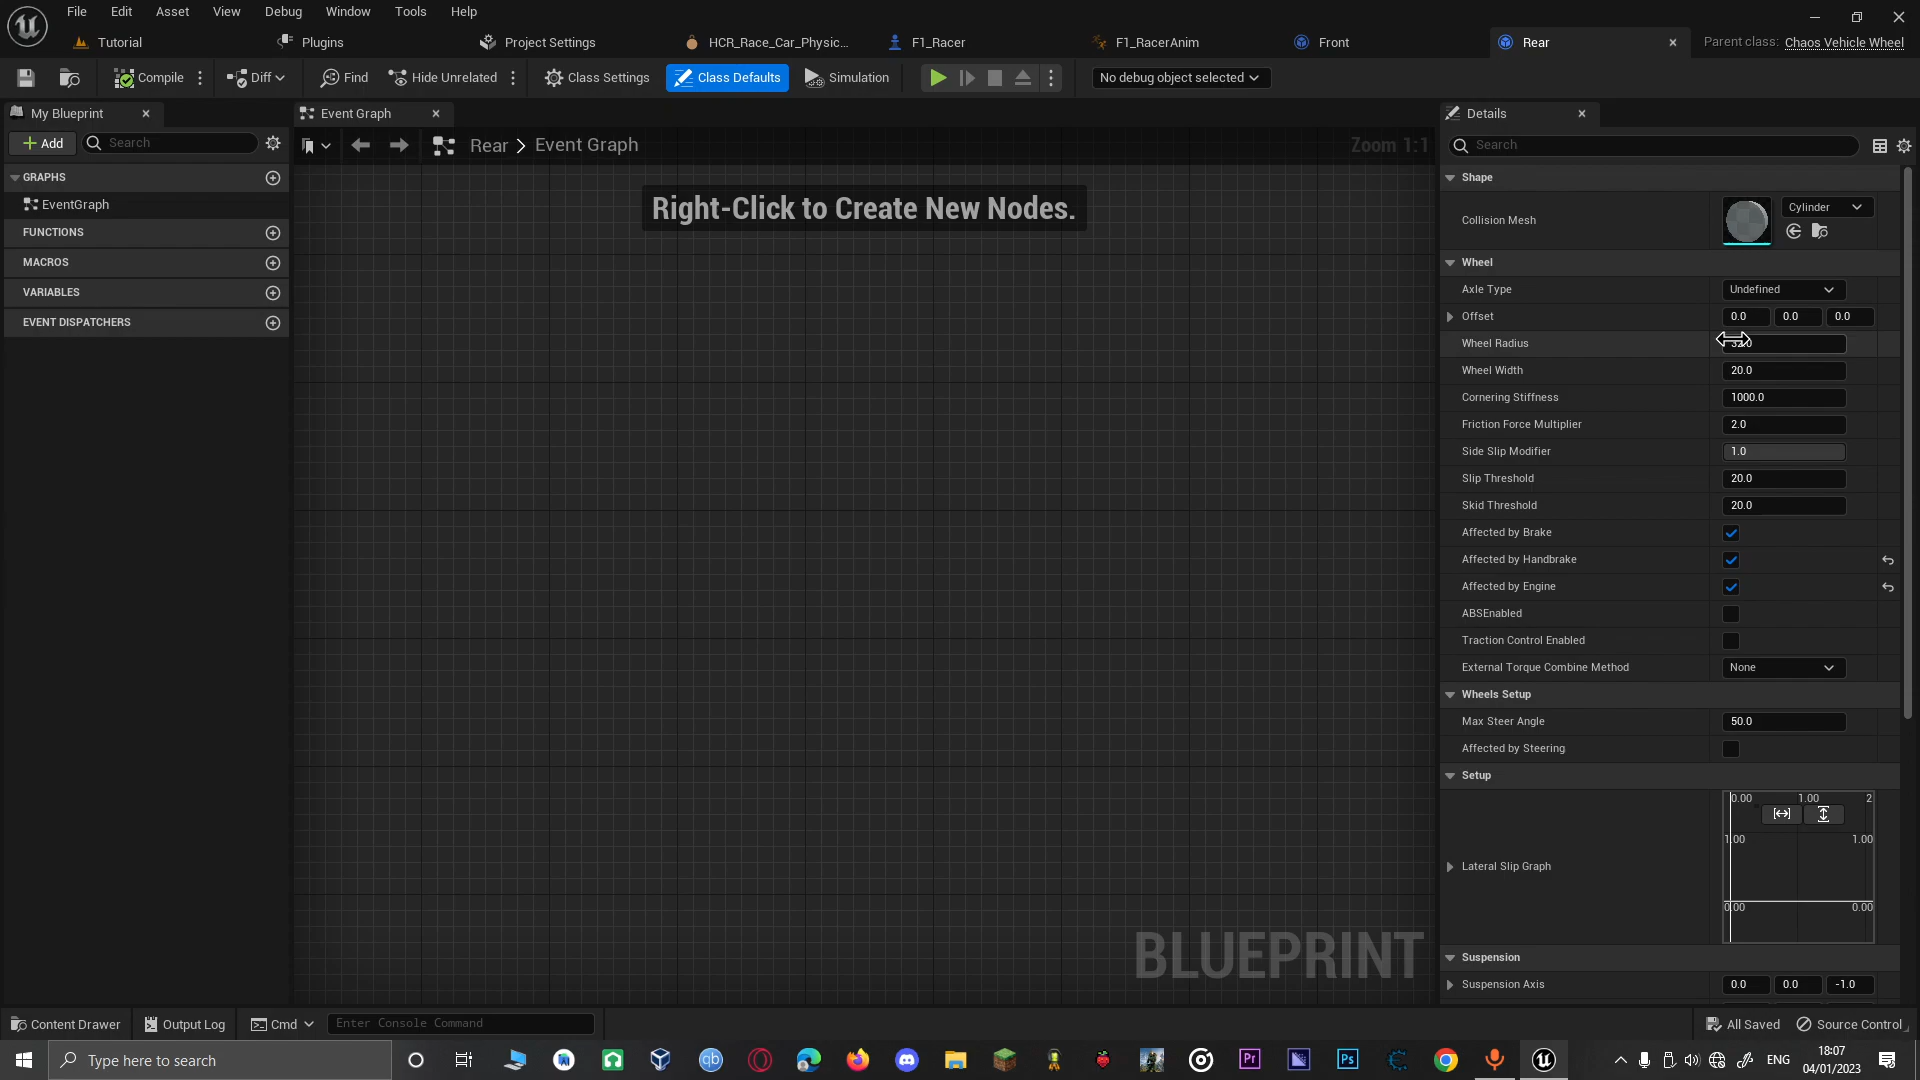 File Edit Asset View Debug Window Tools Help
Tutorial Plugins Project Settings HCR_Race_Car_Physic... F1_Racer F1_RacerAnim Front Rear Parent class: Chaos Vehicle Wheel
Compile Diff Find Hide Unrelated Class Settings Class Defaults Simulation No debug object selected
My Blueprint Event Graph Details
Add Search Rear > Event Graph Zoom 1:1 Search
GRAPHS
EventGraph
FUNCTIONS
MACROS
VARIABLES
EVENT DISPATCHERS
Right-Click to Create New Nodes.
BLUEPRINT
Shape
Collision Mesh Cylinder
Wheel
Axle Type Undefined
Offset 0.0 0.0 0.0
Wheel Radius
Wheel Width 20.0
Cornering Stiffness 1000.0
Friction Force Multiplier 2.0
Side Slip Modifier 1.0
Slip Threshold 20.0
Skid Threshold 20.0
Affected by Brake
Affected by Handbrake
Affected by Engine
ABSEnabled
Traction Control Enabled
External Torque Combine Method None
Wheels Setup
Max Steer Angle 50.0
Affected by Steering
Setup
0.00 1.00 2
1.00 1.00
Lateral Slip Graph
0.00 0.00
Suspension
Suspension Axis 0.0 0.0 -1.0
Content Drawer Output Log Cmd Enter Console Command All Saved Source Control
Type here to search qb Pr Ps ENG 18:07
04/01/2023